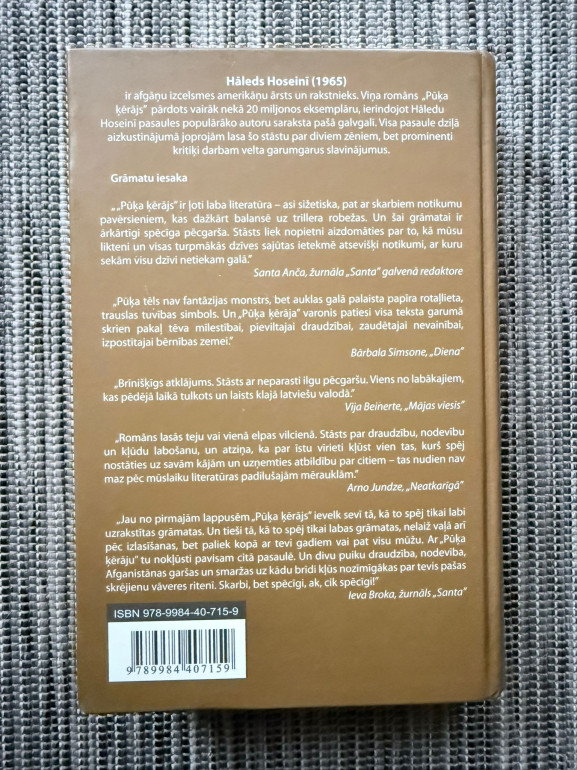 Hāleds Hoseinī (1965)
ir afgāņu izcelsmes amerikāņu ārsts un rakstnieks. Viņa romāns „Pūķa
ķērājs” pārdots vairāk nekā 20 miljonos eksemplāru, ierindojot Hāledu
Hoseinī pasaules populārāko autoru saraksta pašā galvgalī. Visa pasaule dziļā
aizkustinājumā joprojām lasa šo stāstu par diviem zēniem, bet prominenti
kritiķi darbam velta garumgarus slavinājumus.
Grāmatu iesaka
„„Pūķa ķērājs” ir ļoti laba literatūra – asi sižetiska, pat ar skarbiem notikumu
pavērsieniem, kas dažkārt balansē uz trillera robežas. Un šai grāmatai ir
ārkārtīgi spēcīga pēcgarša. Stāsts liek nopietni aizdomāties par to, kā mūsu
likteni un visas turpmākās dzīves sajūtas ietekmē atsevišķi notikumi, ar kuru
sekām visu dzīvi netiekam galā.”
Santa Anča, žurnāla „Santa” galvenā redaktore
„Pūķa tēls nav fantāzijas monstrs, bet auklas galā palaista papīra rotaļlieta,
trauslas tuvības simbols. Un „Pūķa ķērāja” varonis patiesi visa teksta garumā
skrien pakaļ tēva mīlestībai, pieviltajai draudzībai, zaudētajai nevainībai,
izpostītajai bērnības zemei.”
Bārbala Simsone, „Diena”
„Brīnišķīgs atklājums. Stāsts ar neparasti ilgu pēcgaršu. Viens no labākajiem,
kas pēdējā laikā tulkots un laists klajā latviešu valodā.”
Vija Beinerte, „Mājas viesis”
„Romāns lasās teju vai vienā elpas vilcienā. Stāsts par draudzību, nodevību
un kļūdu labošanu, un atziņa, ka par īstu vīrieti kļūst vien tas, kurš spēj
nostāties uz savām kājām un uzņemties atbildību par citiem – tas nudien nav
maz pēc mūslaiku literatūras padilušajām mērauklām.”
Arno Jundze, „Neatkarīgā”
„Jau no pirmajām lappusēm „Pūķa ķērājs” ievelk sevī tā, kā to spēj tikai labi
uzrakstītas grāmatas. Un tieši tā, kā to spēj tikai labas grāmatas, nelaiž vaļā arī
pēc izlasīšanas, bet paliek kopā ar tevi gadiem vai pat visu mūžu. Ar „Pūķa
ķērāju” tu nokļūsti pavisam citā pasaulē. Un divu puiku draudzība, nodevība,
Afganistānas garšas un smaržas uz kādu brīdi kļūs nozīmīgākas par tevis pašas
skrējienu vāveres ritenī. Skarbi, bet spēcīgi, ak, cik spēcīgi!”
Ieva Broka, žurnāls „Santa”
ISBN 978-9984-40-715-9
9 789984 407159